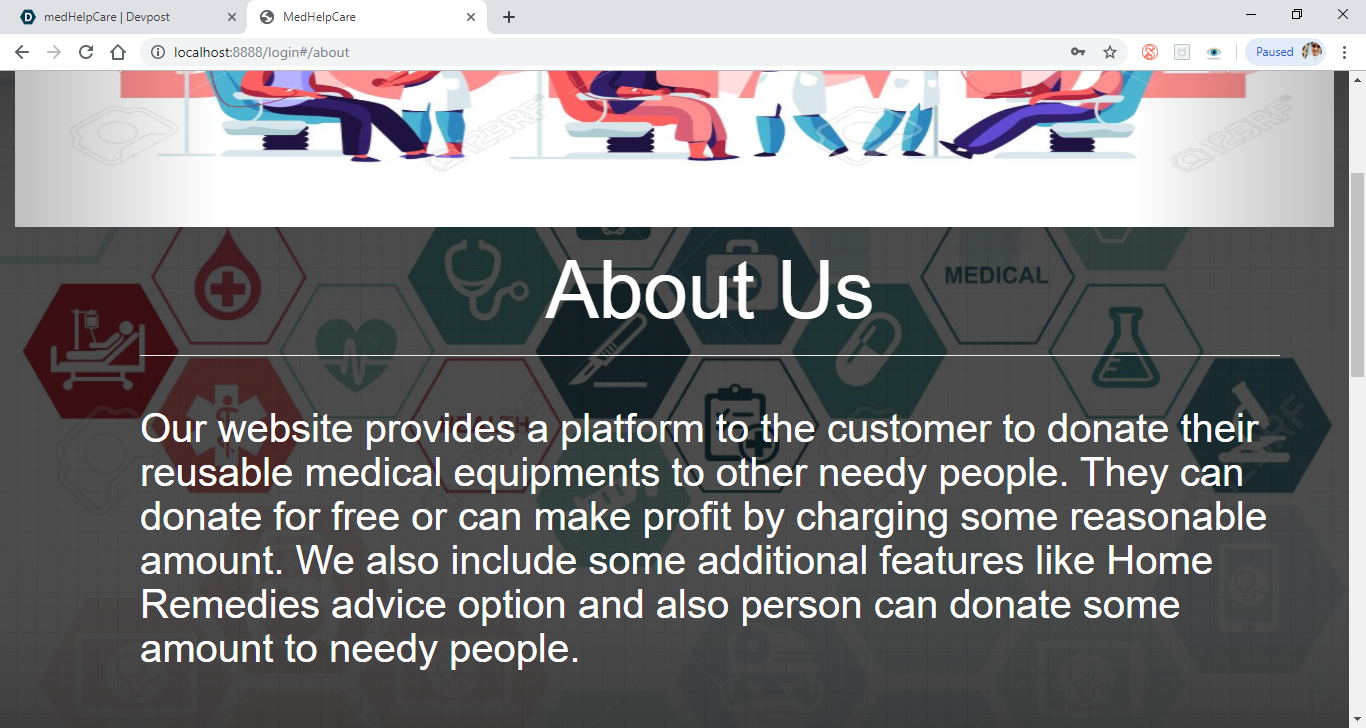 medHelpCare | Devpost
MedHelpCare
localhost:8888/login#/about
Paused
123RF
123RF
About Us
MEDICAL
HEALTH
Our website provides a platform to the customer to donate their
reusable medical equipments to other needy people. They can
donate for free or can make profit by charging some reasonable
amount. We also include some additional features like Home
Remedies advice option and also person can donate some
amount to needy people.